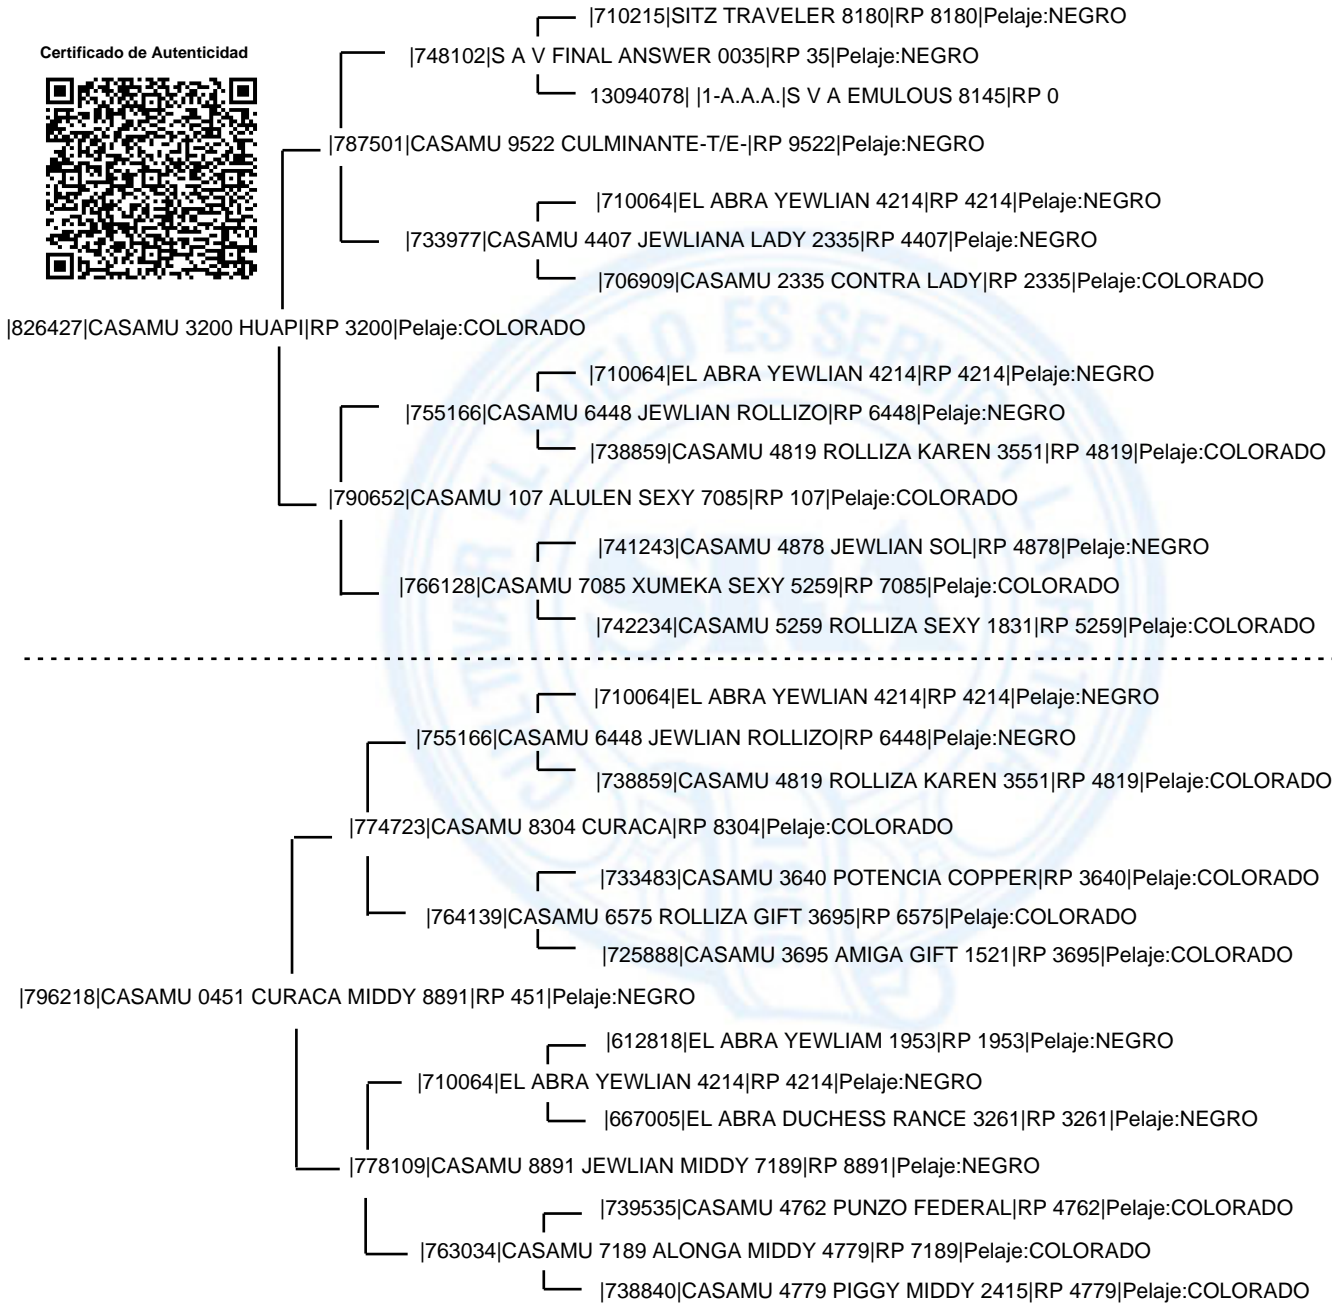 |710215|SITZ TRAVELER 8180|RP 8180|Pelaje:NEGRO
Certificado de Autenticidad
|748102|S A V FINAL ANSWER 0035|RP 35|Pelaje:NEGRO
13094078| |1-A.A.A.|S V A EMULOUS 8145|RP 0
|787501|CASAMU 9522 CULMINANTE-T/E-|RP 9522|Pelaje:NEGRO
|710064|EL ABRA YEWLIAN 4214|RP 4214|Pelaje:NEGRO
|733977|CASAMU 4407 JEWLIANA LADY 2335|RP 4407|Pelaje:NEGRO
|706909|CASAMU 2335 CONTRA LADY|RP 2335|Pelaje:COLORADO
|826427|CASAMU 3200 HUAPI|RP 3200|Pelaje:COLORADO
|710064|EL ABRA YEWLIAN 4214|RP 4214|Pelaje:NEGRO
|755166|CASAMU 6448 JEWLIAN ROLLIZO|RP 6448|Pelaje:NEGRO
|738859|CASAMU 4819 ROLLIZA KAREN 3551|RP 4819|Pelaje:COLORADO
|790652|CASAMU 107 ALULEN SEXY 7085|RP 107|Pelaje:COLORADO
|741243|CASAMU 4878 JEWLIAN SOL|RP 4878|Pelaje:NEGRO
|766128|CASAMU 7085 XUMEKA SEXY 5259|RP 7085|Pelaje:COLORADO
|742234|CASAMU 5259 ROLLIZA SEXY 1831|RP 5259|Pelaje:COLORADO
|710064|EL ABRA YEWLIAN 4214|RP 4214|Pelaje:NEGRO
|755166|CASAMU 6448 JEWLIAN ROLLIZO|RP 6448|Pelaje:NEGRO
|738859|CASAMU 4819 ROLLIZA KAREN 3551|RP 4819|Pelaje:COLORADO
|774723|CASAMU 8304 CURACA|RP 8304|Pelaje:COLORADO
|733483|CASAMU 3640 POTENCIA COPPER|RP 3640|Pelaje:COLORADO
|764139|CASAMU 6575 ROLLIZA GIFT 3695|RP 6575|Pelaje:COLORADO
|725888|CASAMU 3695 AMIGA GIFT 1521|RP 3695|Pelaje:COLORADO
|796218|CASAMU 0451 CURACA MIDDY 8891|RP 451|Pelaje:NEGRO
|612818|EL ABRA YEWLIAM 1953|RP 1953|Pelaje:NEGRO
|710064|EL ABRA YEWLIAN 4214|RP 4214|Pelaje:NEGRO
|667005|EL ABRA DUCHESS RANCE 3261|RP 3261|Pelaje:NEGRO
|778109|CASAMU 8891 JEWLIAN MIDDY 7189|RP 8891|Pelaje:NEGRO
|739535|CASAMU 4762 PUNZO FEDERAL|RP 4762|Pelaje:COLORADO
|763034|CASAMU 7189 ALONGA MIDDY 4779|RP 7189|Pelaje:COLORADO
|738840|CASAMU 4779 PIGGY MIDDY 2415|RP 4779|Pelaje:COLORADO